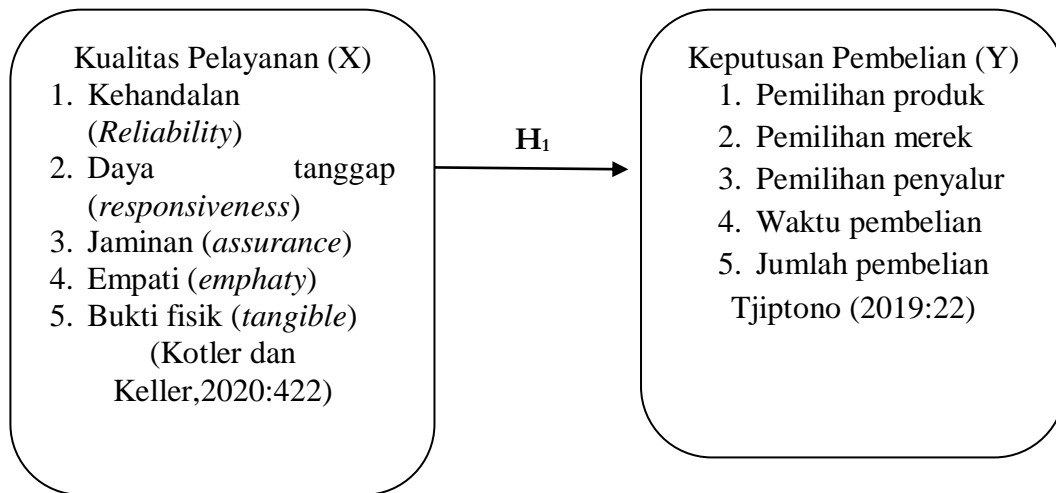 Kualitas Pelayanan (X)
1. Kehandalan
(Reliability)
2. Daya tanggap
(responsiveness)
3. Jaminan (assurance)
4. Empati (emphaty)
5. Bukti fisik (tangible)
(Kotler dan
Keller,2020:422)
H₁
Keputusan Pembelian (Y)
1. Pemilihan produk
2. Pemilihan merek
3. Pemilihan penyalur
4. Waktu pembelian
5. Jumlah pembelian
Tjiptono (2019:22)